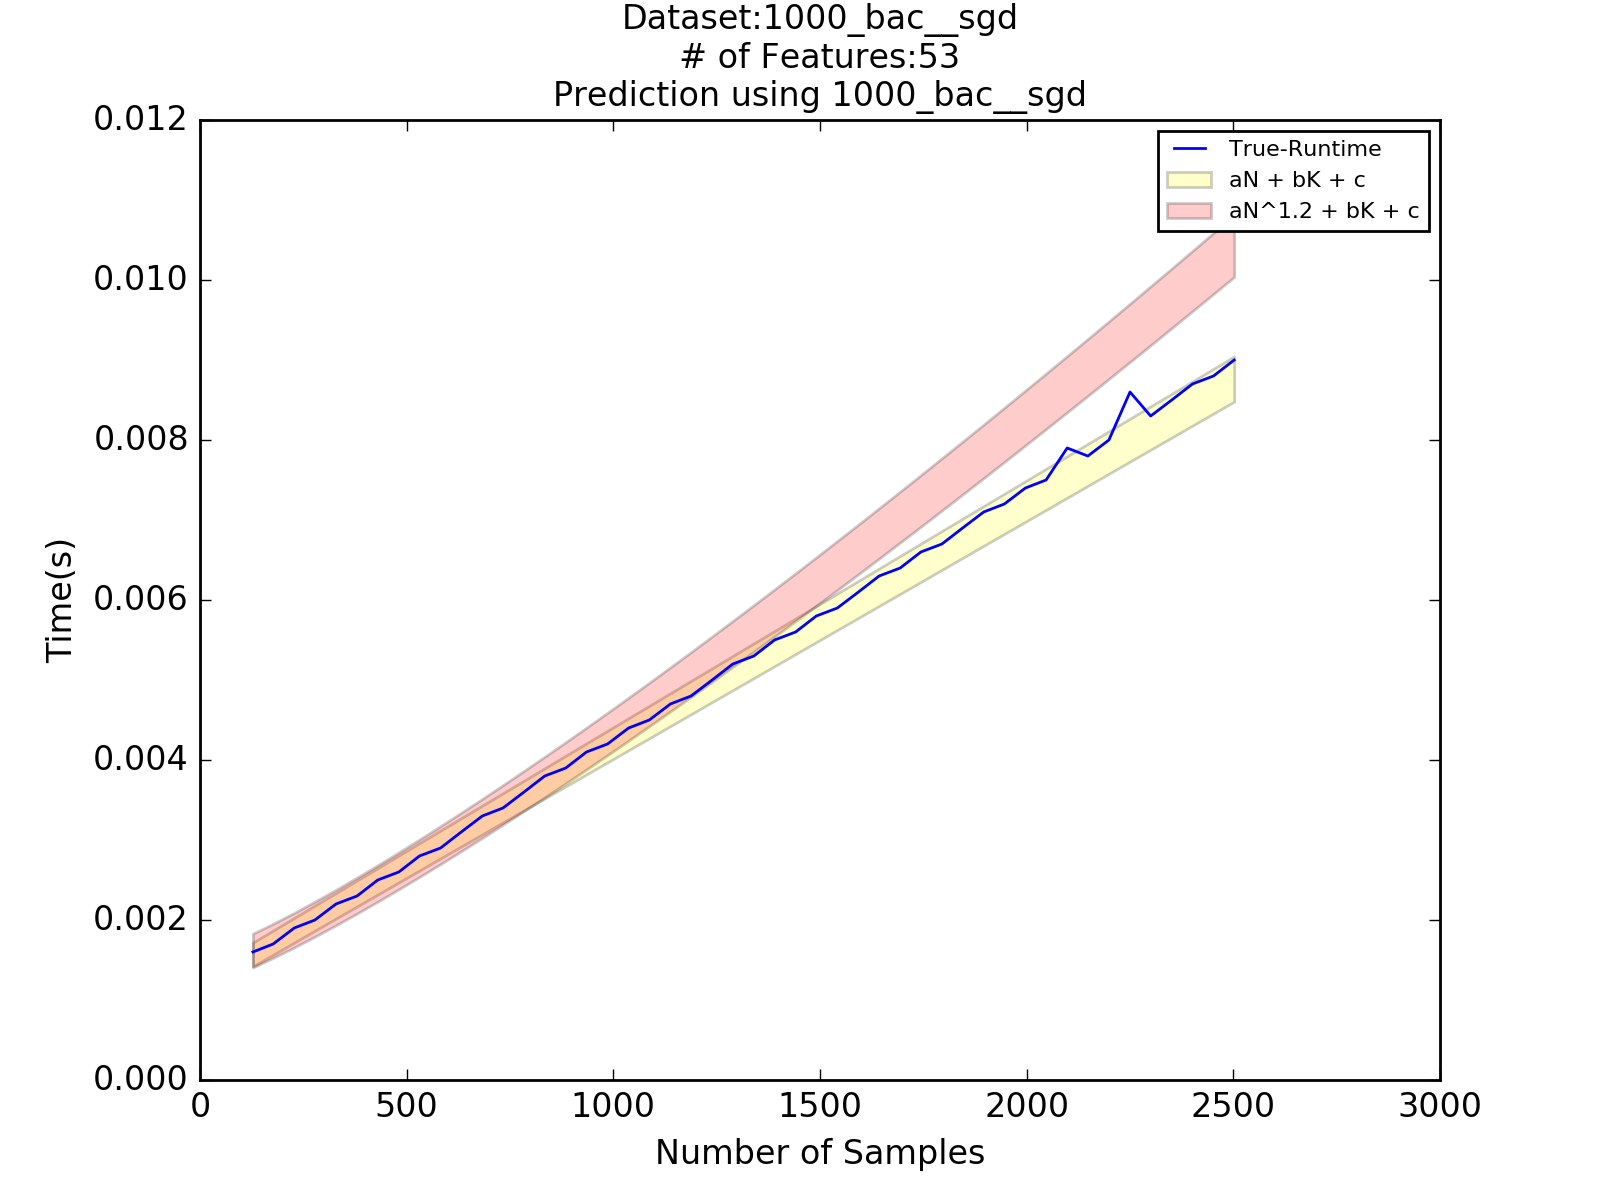 Dataset:1000_bac__sgd
# of Features:53
Prediction using 1000_bac__sgd
0.012
0.010
0.008
0.006
0.004
0.002
0.000
Time(s)
True-Runtime
aN + bK + c
aN^1.2 + bK + c
0
500
1000
1500
2000
2500
3000
Number of Samples